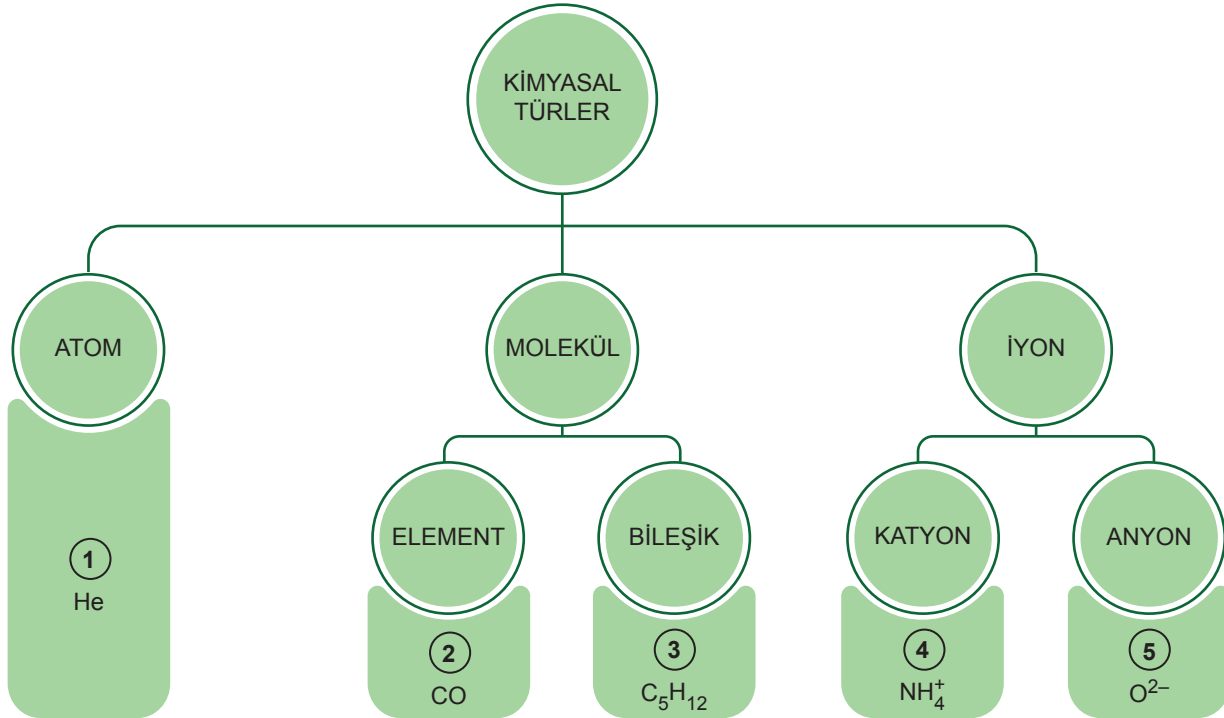 KİMYASAL
TÜRLER
ATOM
MOLEKÜL
İYON
ELEMENT
BİLEŞİK
KATYON
ANYON
1
He
2
CO
3
C₅H₁₂
4
NH₄⁺
5
O²⁻